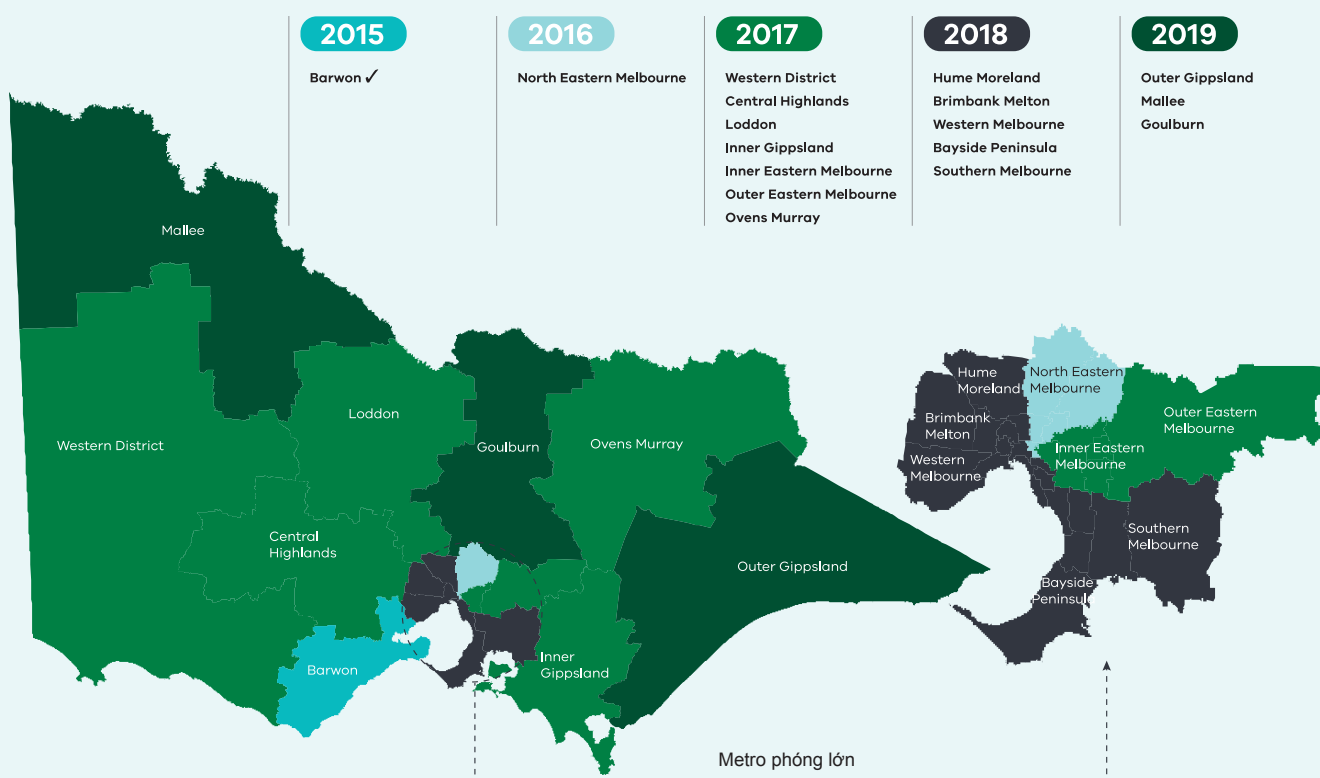 2015
Barwon ✓
2016
North Eastern Melbourne
2017
Western District
Central Highlands
Loddon
Inner Gippsland
Inner Eastern Melbourne
Outer Eastern Melbourne
Ovens Murray
2018
Hume Moreland
Brimbank Melton
Western Melbourne
Bayside Peninsula
Southern Melbourne
2019
Outer Gippsland
Mallee
Goulburn
Mallee
Western District
Loddon
Goulburn
Ovens Murray
Central
Highlands
Outer Gippsland
Barwon
Inner
Gippsland
Hume
Moreland
North Eastern
Melbourne
Brimbank
Melton
Outer Eastern
Melbourne
Inner Eastern
Melbourne
Western
Melbourne
Southern
Melbourne
Bayside
Peninsula
Metro phóng lớn